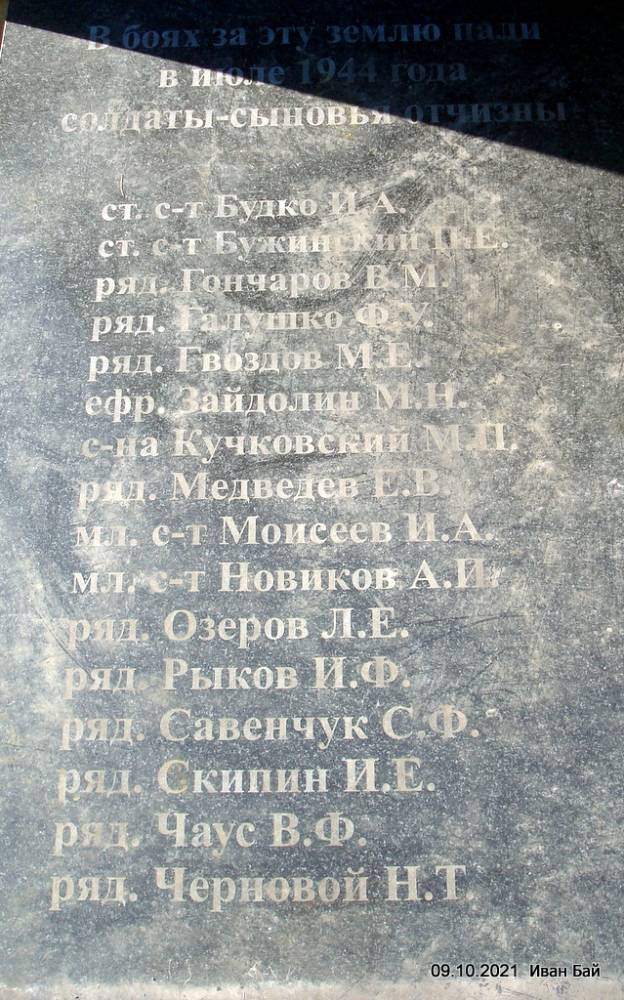 В боях за эту землю пали
в июле 1944 года
солдаты-сыновья отчизны
ст. с-т Будко И.А.
ст. с-т Бужинский П.Е.
ряд. Гончаров В.М.
ряд. Галушко Ф.У.
ряд. Гвоздов М.Е.
ефр. Зайдолин М.Н.
с-на Кучковский М.П.
ряд. Медведев Е.В.
мл. с-т Моисеев И.А.
мл. с-т Новиков А.И.
ряд. Озеров Л.Е.
ряд. Рыков И.Ф.
ряд. Савенчук С.Ф.
ряд. Скипин И.Е.
ряд. Чаус В.Ф.
ряд. Черновой Н.Т.
09.10.2021 Иван Бай